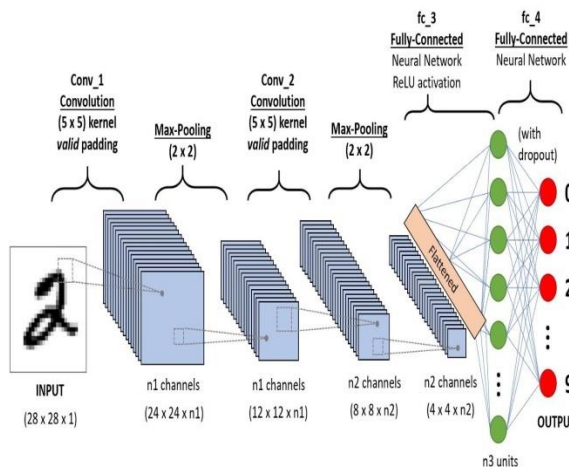 fc_3
Fully-Connected
Neural Network
ReLU activation
fc_4
Fully-Connected
Neural Network
Conv_1
Convolution
(5 x 5) kernel
valid padding
Max-Pooling
(2 x 2)
Conv_2
Convolution
(5 x 5) kernel
valid padding
Max-Pooling
(2 x 2)
(with
dropout)
0
1
2
9
Flattened
2
INPUT
(28 x 28 x 1)
n1 channels
(24 x 24 x n1)
n1 channels
(12 x 12 x n1)
n2 channels
(8 x 8 x n2)
n2 channels
(4 x 4 x n2)
n3 units
OUTPU